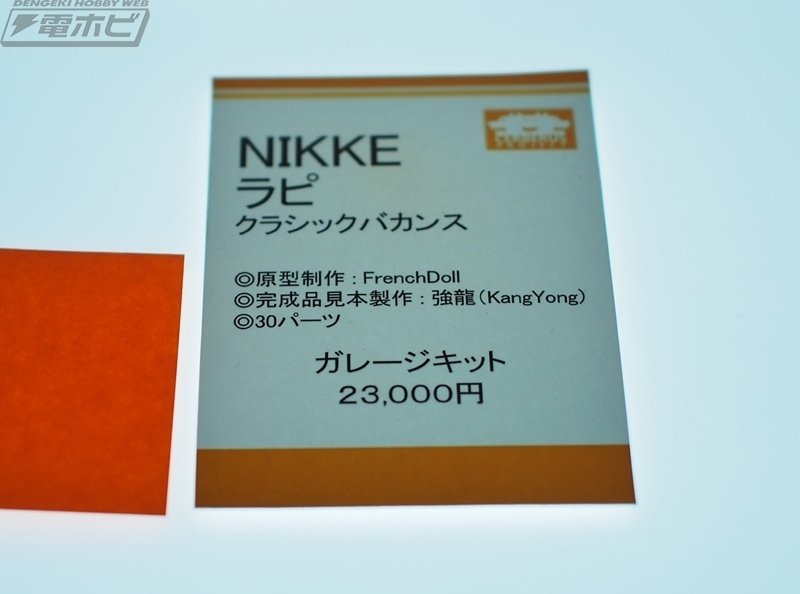 DENGEKI HOBBY WEB
電ホビ
CERBERUS
PROJECT
NIKKE
ラピ
クラシックバカンス
◎原型制作：FrenchDoll
◎完成品見本製作：強龍（KangYong）
◎30パーツ
ガレージキット
23,000円